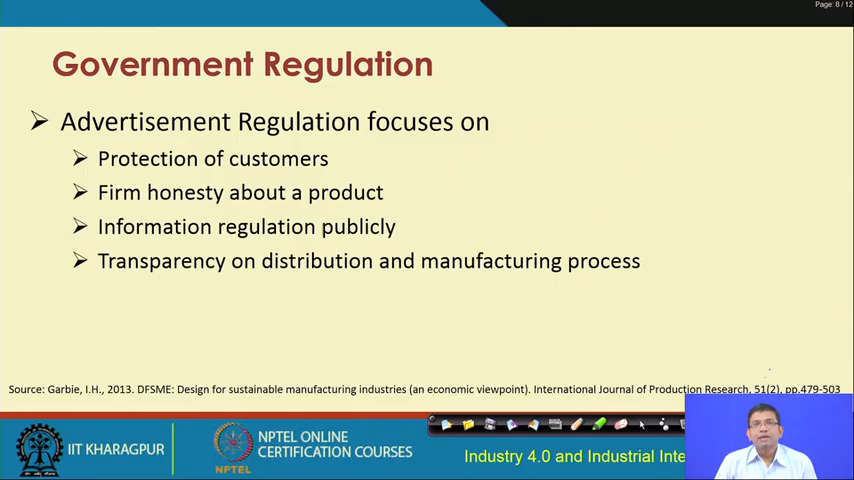 Page: 8 / 12
Government Regulation
Advertisement Regulation focuses on
Protection of customers
Firm honesty about a product
Information regulation publicly
Transparency on distribution and manufacturing process
Source: Garbie, I.H., 2013. DFSME: Design for sustainable manufacturing industries (an economic viewpoint). International Journal of Production Research, 51(2), pp.479-503
IIT KHARAGPUR
NPTEL
NPTEL ONLINE
CERTIFICATION COURSES
Industry 4.0 and Industrial Inte